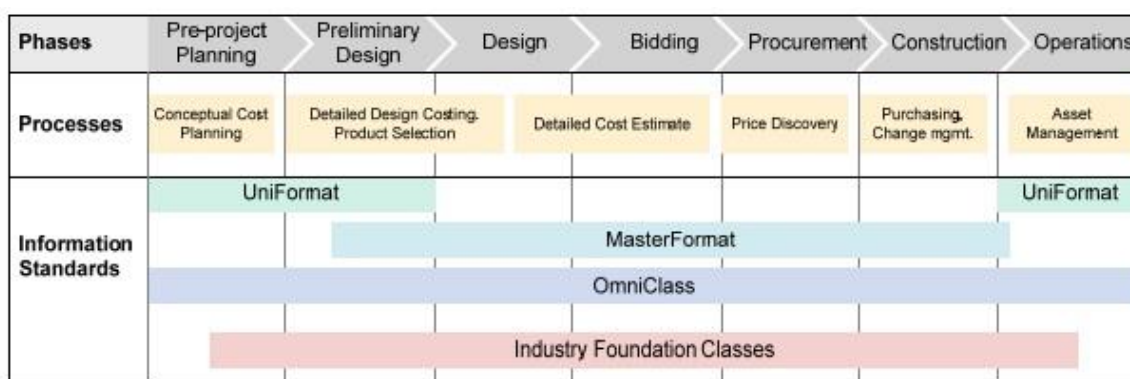 Phases
Pre-project
Planning
Preliminary
Design
Design
Bidding
Procurement
Construction
Operations
Processes
Conceptual Cost
Planning
Detailed Design Costing.
Product Selection
Detailed Cost Estimate
Price Discovery
Purchasing,
Change mgmt.
Asset
Management
Information
Standards
UniFormat
UniFormat
MasterFormat
OmniClass
Industry Foundation Classes